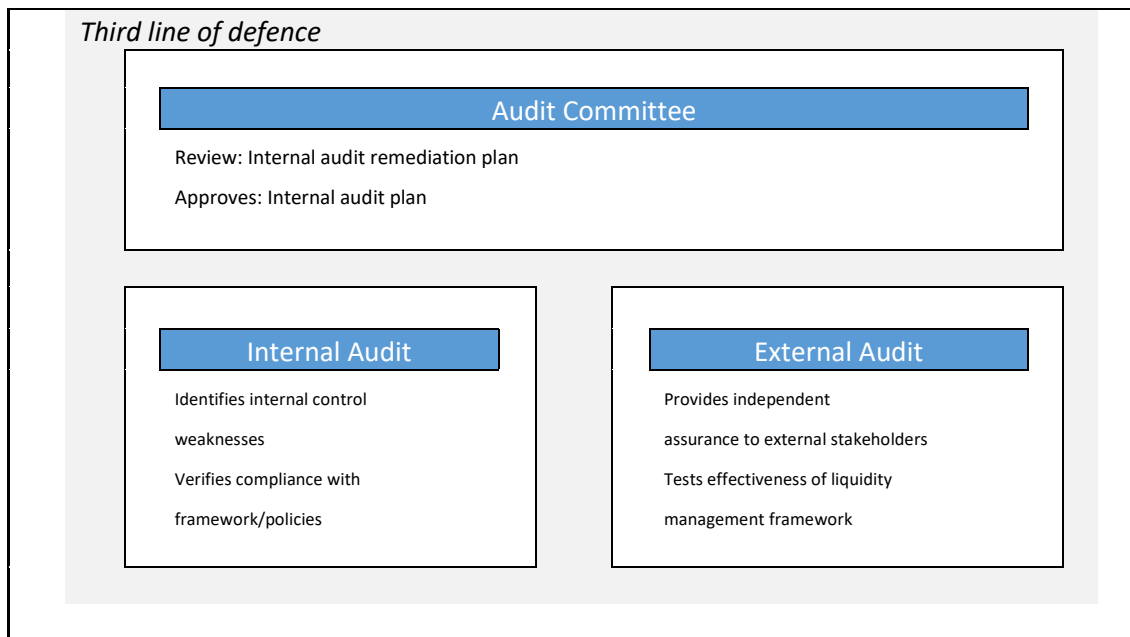 Third line of defence
Audit Committee
Review: Internal audit remediation plan
Approves: Internal audit plan
Internal Audit
Identifies internal control
weaknesses
Verifies compliance with
framework/policies
External Audit
Provides independent
assurance to external stakeholders
Tests effectiveness of liquidity
management framework